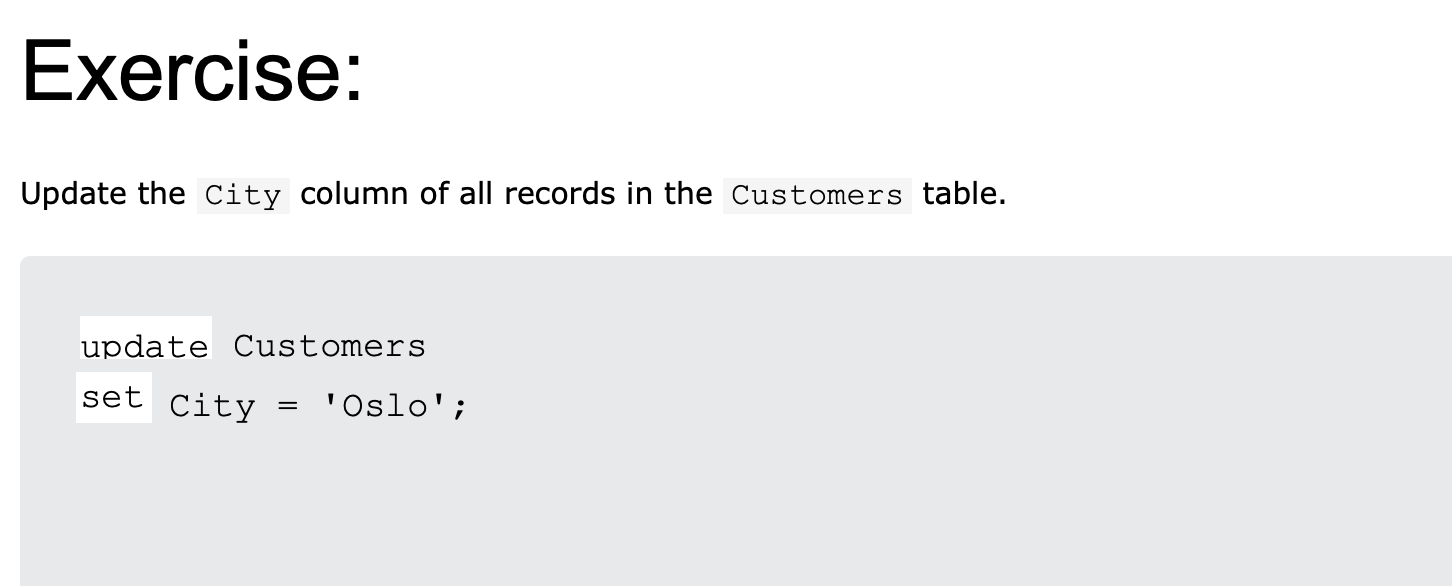 Exercise:
Update the City column of all records in the Customers table.
update Customers
set City = 'Oslo';